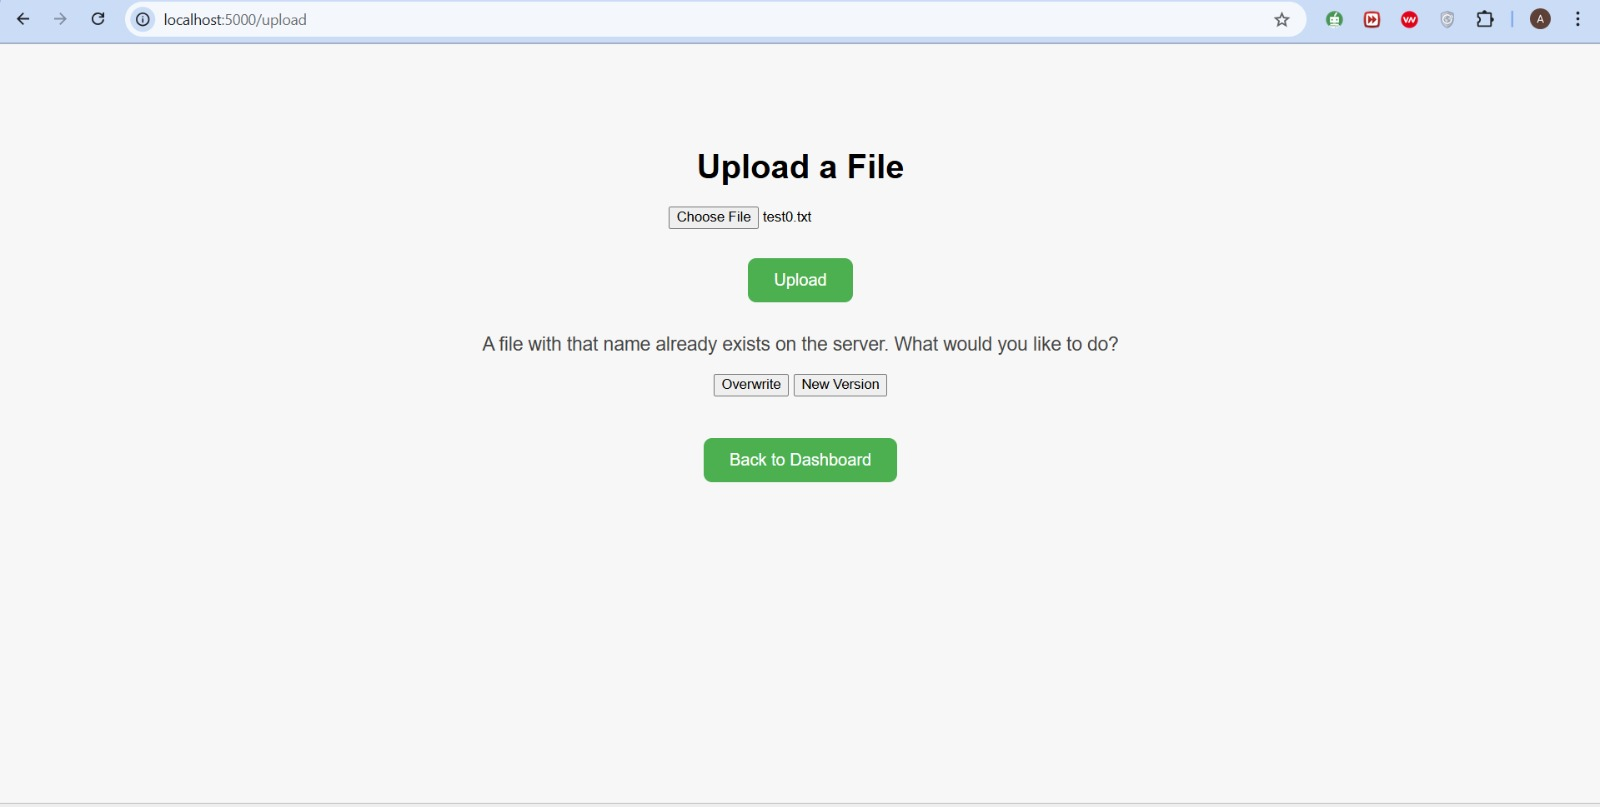 localhost:5000/upload
A
Upload a File
Choose File test0.txt
Upload
A file with that name already exists on the server. What would you like to do?
Overwrite New Version
Back to Dashboard